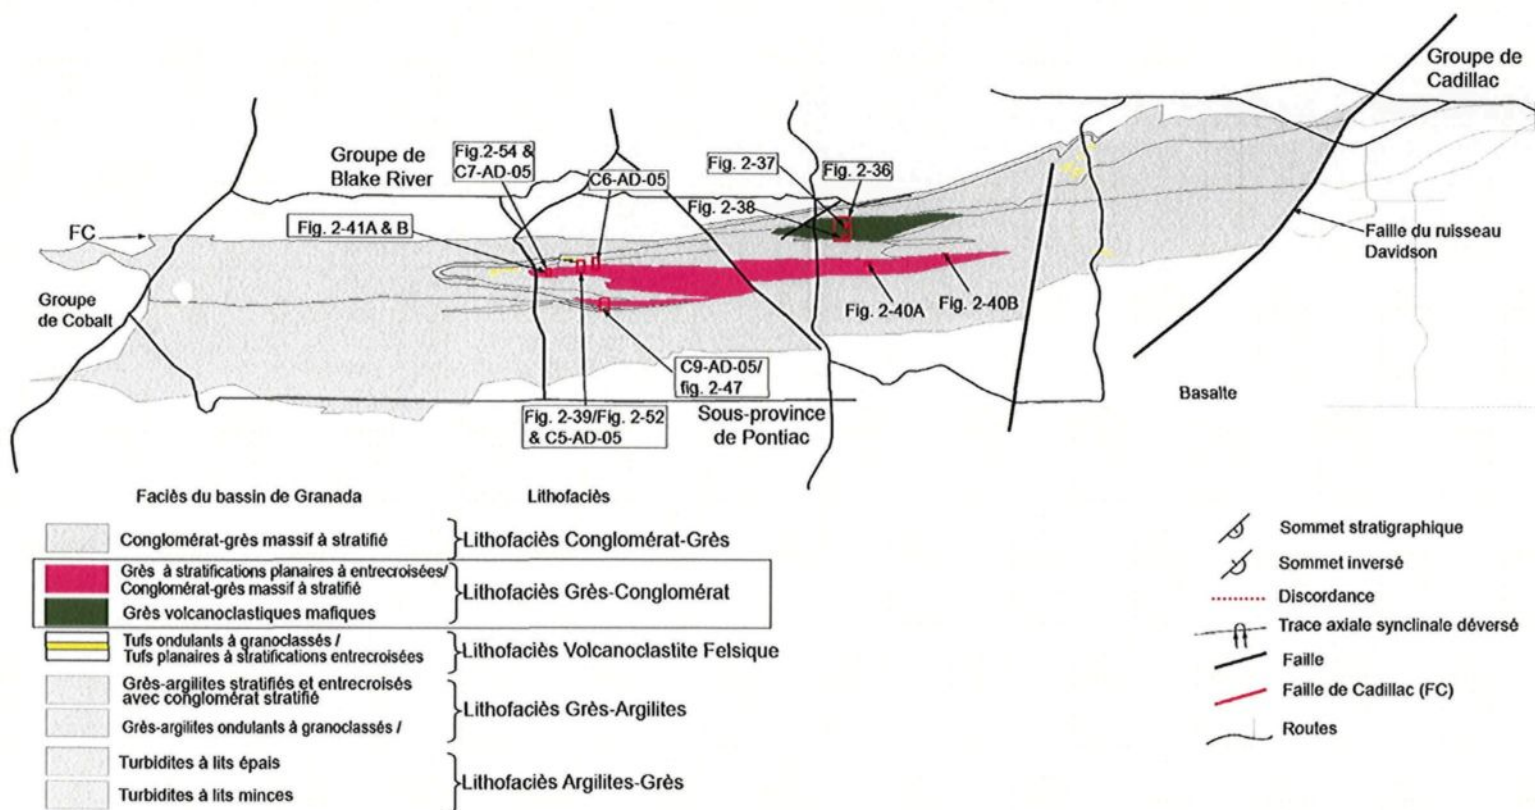 Groupe de
Cadillac
Groupe de
Blake River
Fig.2-54 &
C7-AD-05
C6-AD-05
Fig. 2-37
Fig. 2-36
Fig. 2-38
FC
Fig. 2-41A & B
Faille du ruisseau
Davidson
Groupe
de Cobalt
Fig. 2-40A
Fig. 2-40B
C9-AD-05/
fig. 2-47
Basalte
Fig. 2-39/Fig. 2-52
& C5-AD-05
Sous-province
de Pontiac
Faciès du bassin de Granada
Lithofaciès
Conglomérat-grès massif à stratifié
Lithofaciès Conglomérat-Grès
Grès à stratifications planaires à entrecroisées/
Conglomérat-grès massif à stratifié
Lithofaciès Grès-Conglomérat
Grès volcanoclastiques mafiques
Tufs ondulants à granoclassés /
Tufs planaires à stratifications entrecroisées
Lithofaciès Volcanoclastite Felsique
Grès-argilites stratifiés et entrecroisés
avec conglomérat stratifié
Lithofaciès Grès-Argilites
Grès-argilites ondulants à granoclassés /
Turbidites à lits épais
Lithofaciès Argilites-Grès
Turbidites à lits minces
Sommet stratigraphique
Sommet inversé
Discordance
Trace axiale synclinale déversé
Faille
Faille de Cadillac (FC)
Routes